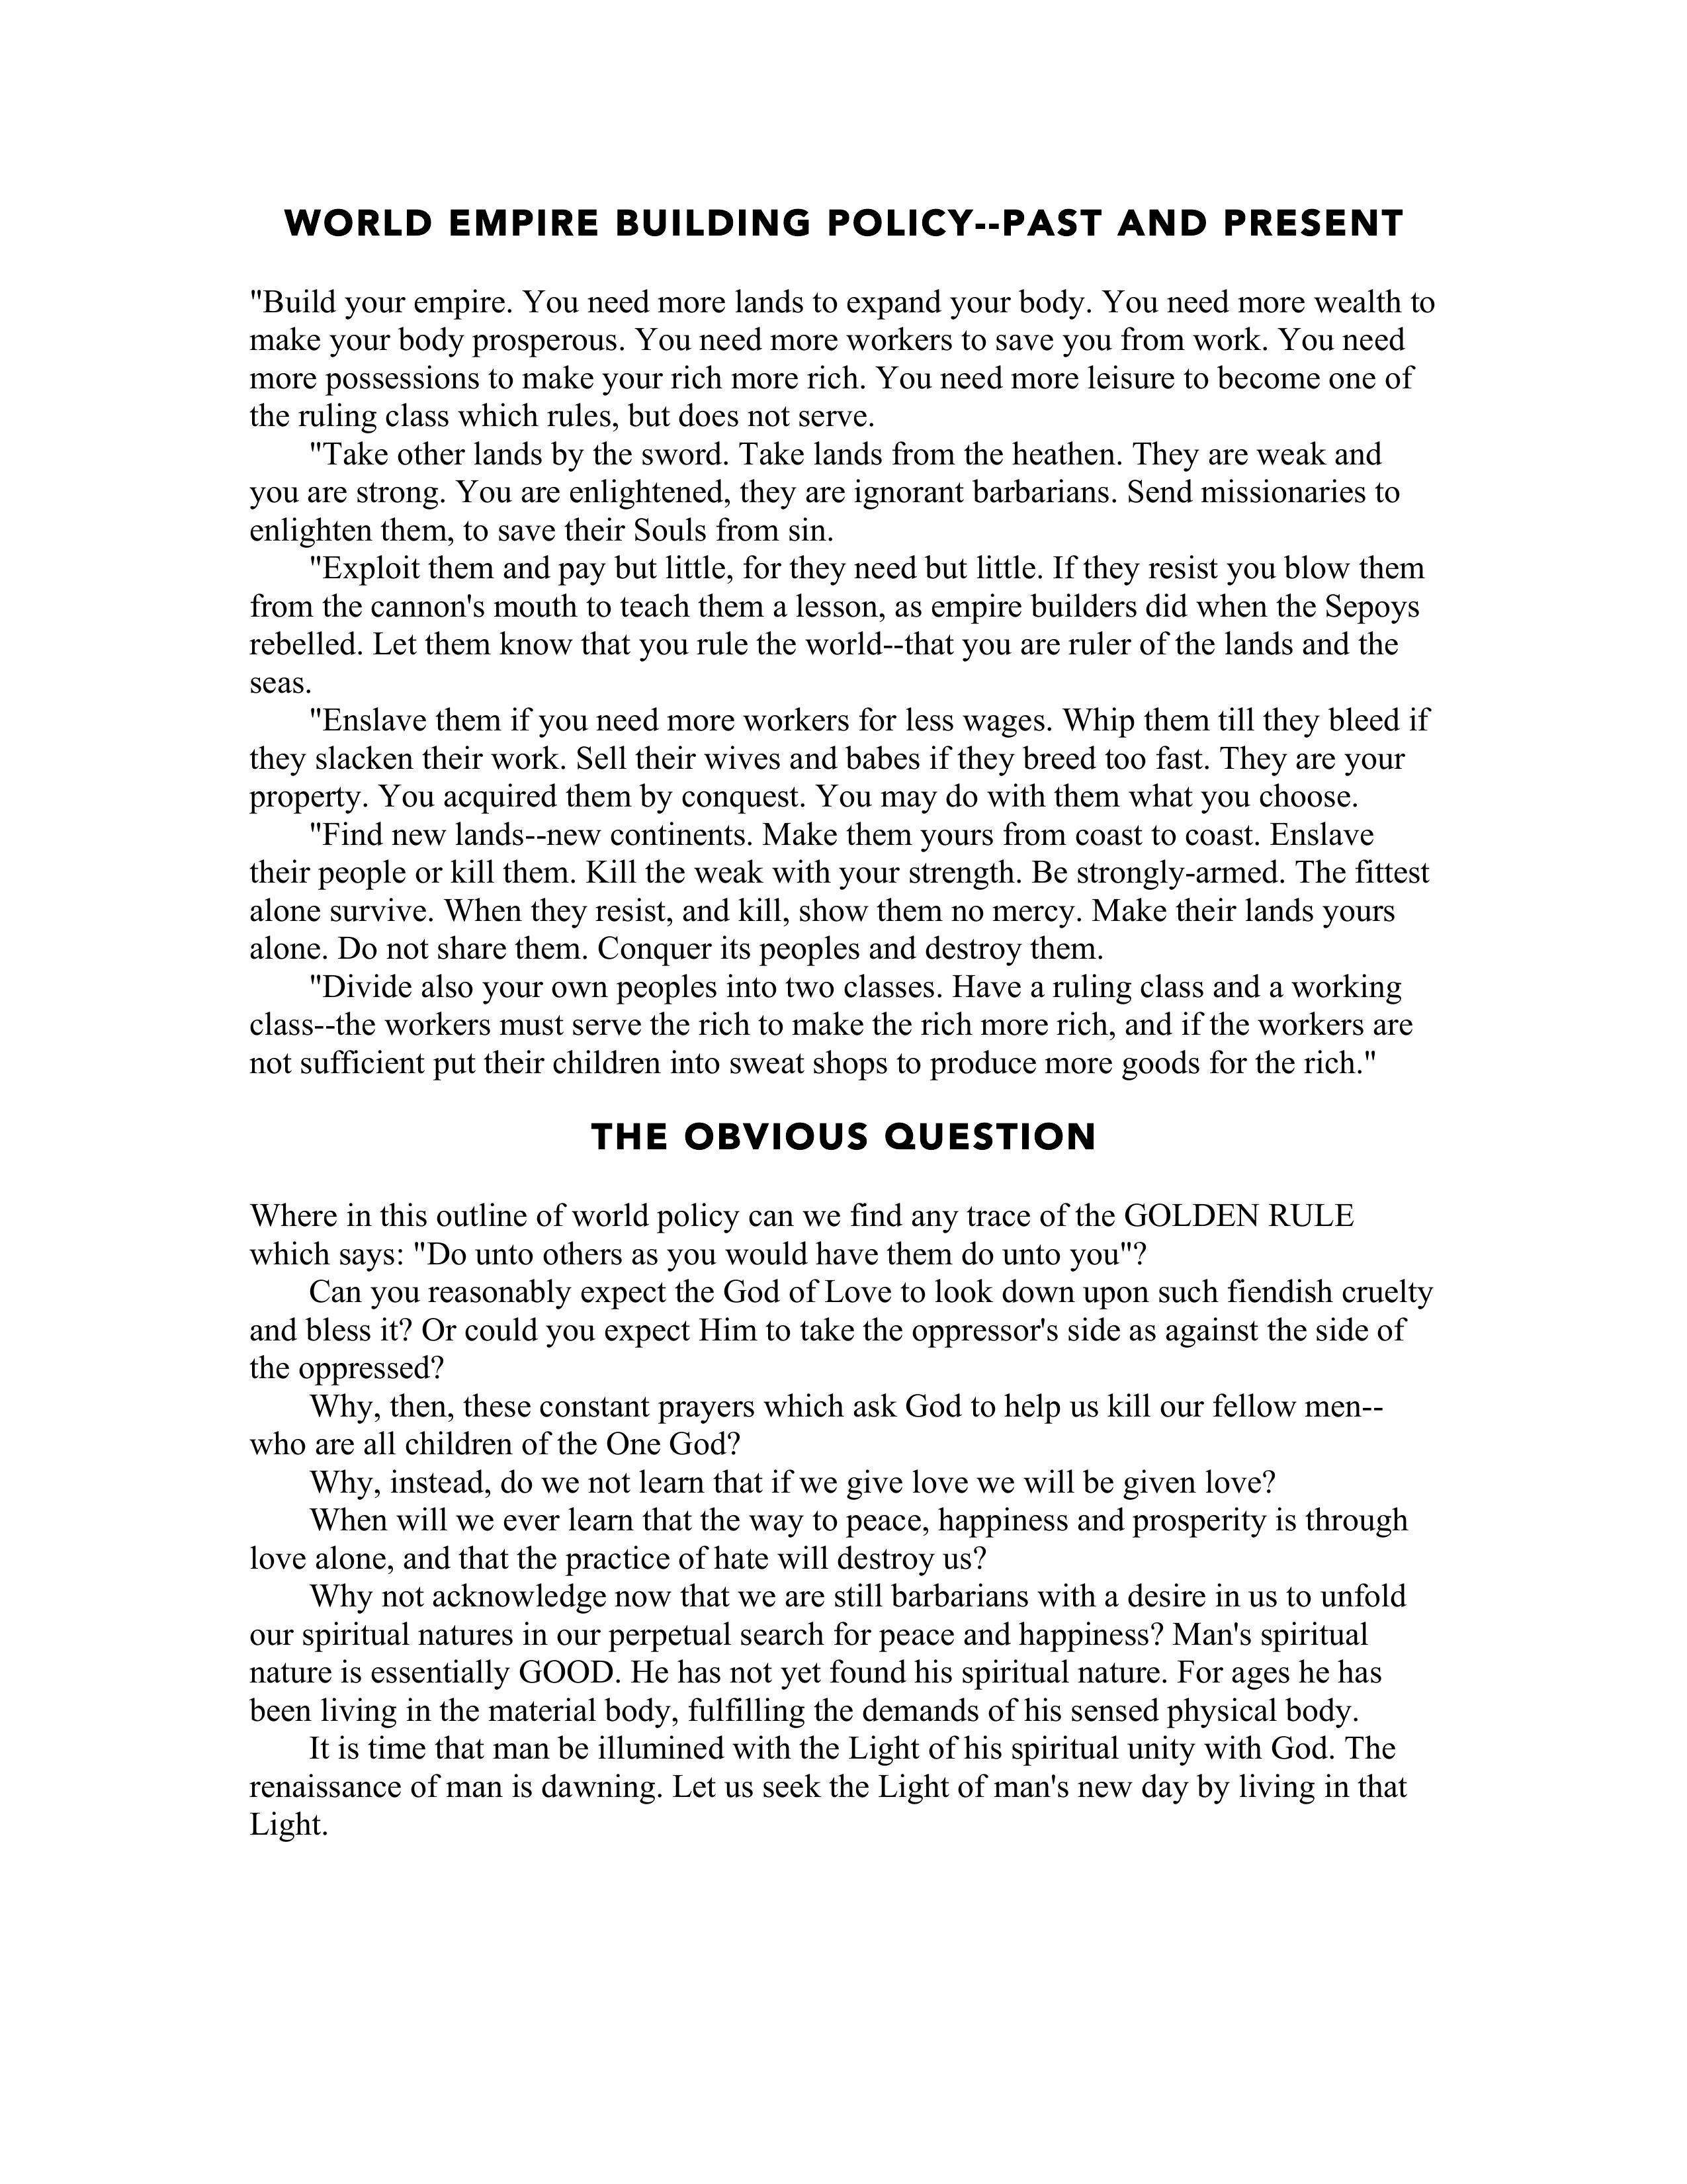 WORLD EMPIRE BUILDING POLICY--PAST AND PRESENT
"Build your empire. You need more lands to expand your body. You need more wealth to
make your body prosperous. You need more workers to save you from work. You need
more possessions to make your rich more rich. You need more leisure to become one of
the ruling class which rules, but does not serve.
"Take other lands by the sword. Take lands from the heathen. They are weak and
you are strong. You are enlightened, they are ignorant barbarians. Send missionaries to
enlighten them, to save their Souls from sin.
"Exploit them and pay but little, for they need but little. If they resist you blow them
from the cannon's mouth to teach them a lesson, as empire builders did when the Sepoys
rebelled. Let them know that you rule the world--that you are ruler of the lands and the
seas.
"Enslave them if you need more workers for less wages. Whip them till they bleed if
they slacken their work. Sell their wives and babes if they breed too fast. They are your
property. You acquired them by conquest. You may do with them what you choose.
"Find new lands--new continents. Make them yours from coast to coast. Enslave
their people or kill them. Kill the weak with your strength. Be strongly-armed. The fittest
alone survive. When they resist, and kill, show them no mercy. Make their lands yours
alone. Do not share them. Conquer its peoples and destroy them.
"Divide also your own peoples into two classes. Have a ruling class and a working
class--the workers must serve the rich to make the rich more rich, and if the workers are
not sufficient put their children into sweat shops to produce more goods for the rich."
THE OBVIOUS QUESTION
Where in this outline of world policy can we find any trace of the GOLDEN RULE
which says: "Do unto others as you would have them do unto you"?
Can you reasonably expect the God of Love to look down upon such fiendish cruelty
and bless it? Or could you expect Him to take the oppressor's side as against the side of
the oppressed?
Why, then, these constant prayers which ask God to help us kill our fellow men--
who are all children of the One God?
Why, instead, do we not learn that if we give love we will be given love?
When will we ever learn that the way to peace, happiness and prosperity is through
love alone, and that the practice of hate will destroy us?
Why not acknowledge now that we are still barbarians with a desire in us to unfold
our spiritual natures in our perpetual search for peace and happiness? Man's spiritual
nature is essentially GOOD. He has not yet found his spiritual nature. For ages he has
been living in the material body, fulfilling the demands of his sensed physical body.
It is time that man be illumined with the Light of his spiritual unity with God. The
renaissance of man is dawning. Let us seek the Light of man's new day by living in that
Light.